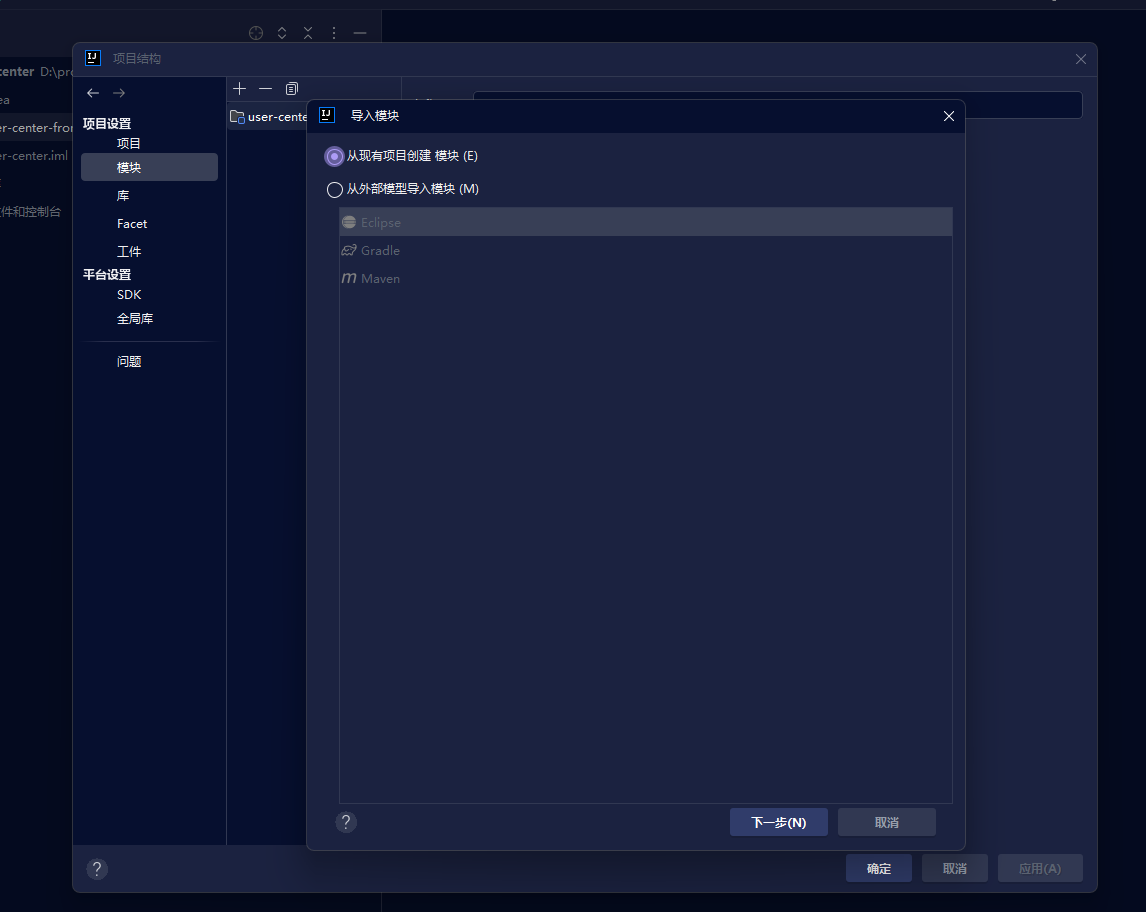 center D:\pro
ea
er-center-fron
er-center.iml
件和控制台
项目结构
项目设置
项目
模块
库
Facet
工件
平台设置
SDK
全局库
问题
user-cente
导入模块
从现有项目创建 模块 (E)
从外部模型导入模块 (M)
Eclipse
Gradle
Maven
?
下一步(N)
取消
?
确定
取消
应用(A)